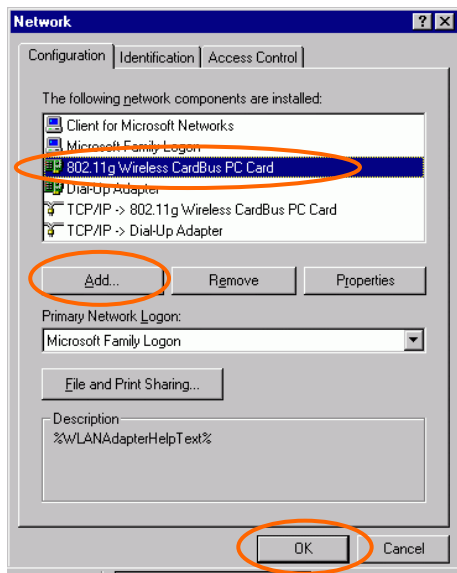 Network
Configuration Identification Access Control
The following network components are installed:
Client for Microsoft Networks
Microsoft Family Logon
802.11g Wireless CardBus PC Card
Dial-Up Adapter
TCP/IP -> 802.11g Wireless CardBus PC Card
TCP/IP -> Dial-Up Adapter
Add... Remove Properties
Primary Network Logon:
Microsoft Family Logon
File and Print Sharing...
Description
%WLANAdapterHelpText%
OK Cancel